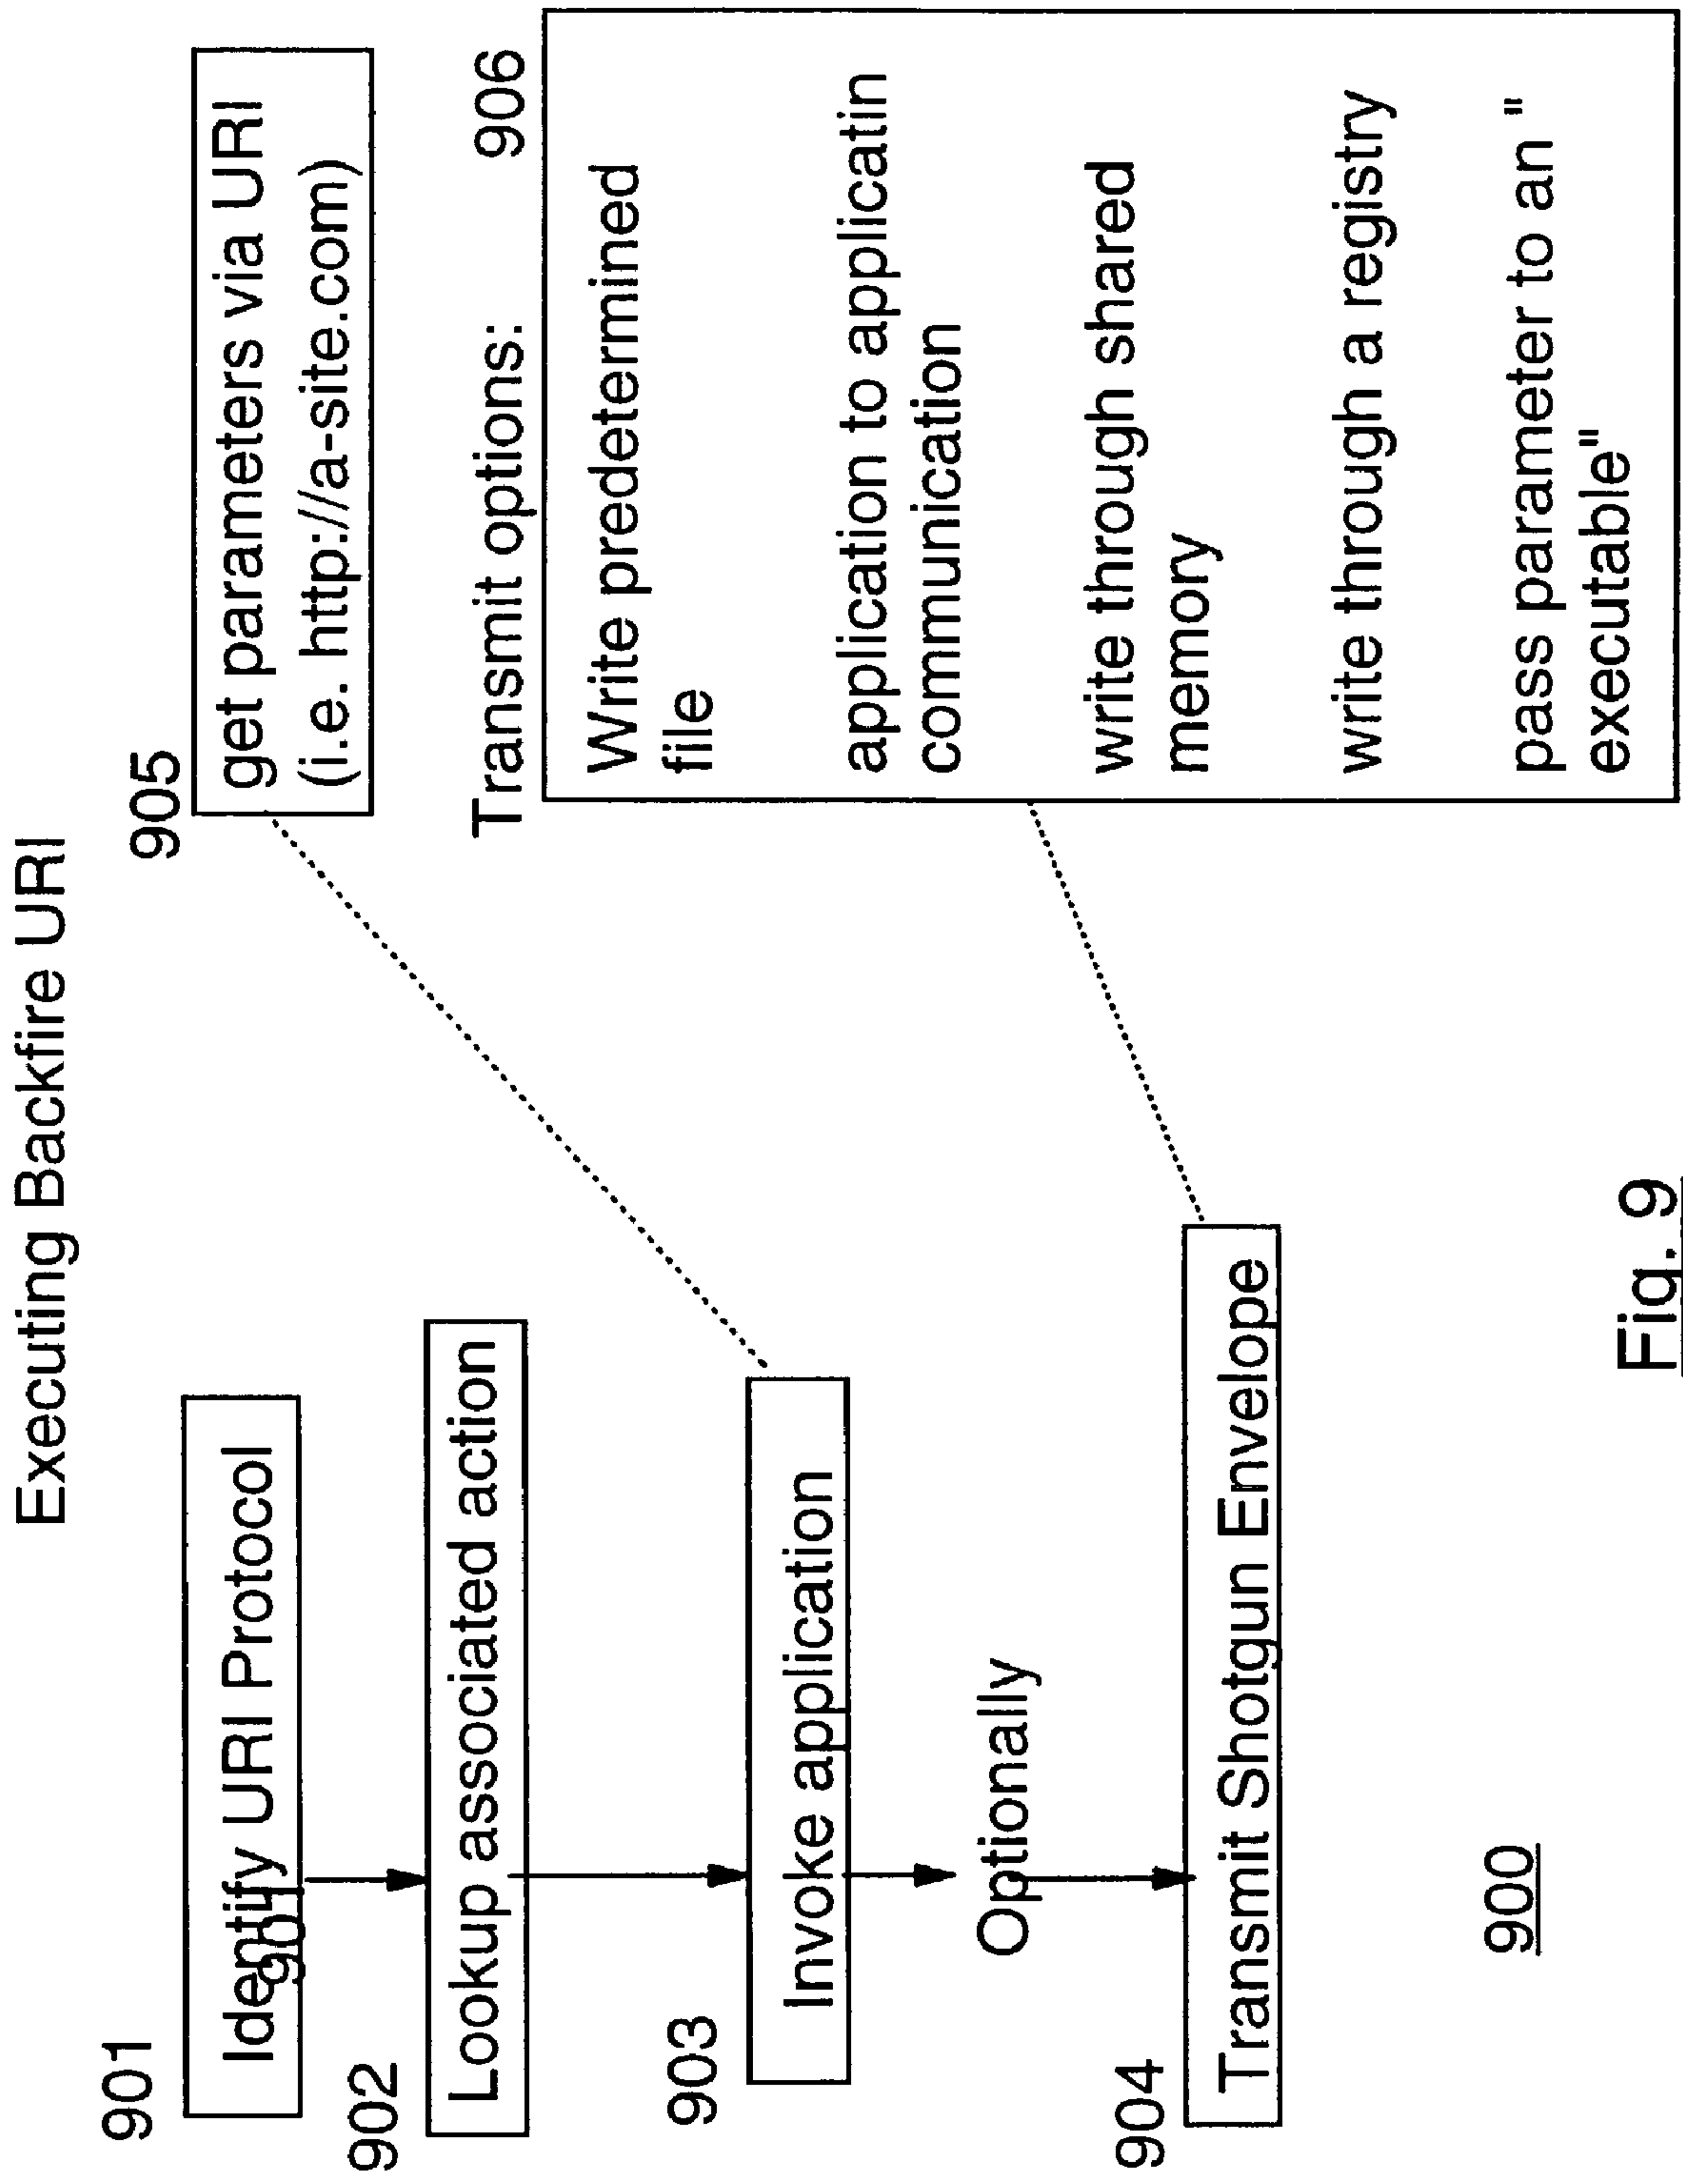 Executing Backfire URI
901
Identify URI Protocol
901
902
Lookup associated action
903
Invoke application
Optionally
904
Transmit Shotgun Envelope
905
get parameters via URI
(i.e. http://a-site.com)
Transmit options:
906
Write predetermined
file
application to applicatin
communication
write through shared
memory
write through a registry
pass parameter to an "
executable"
900
Fig. 9